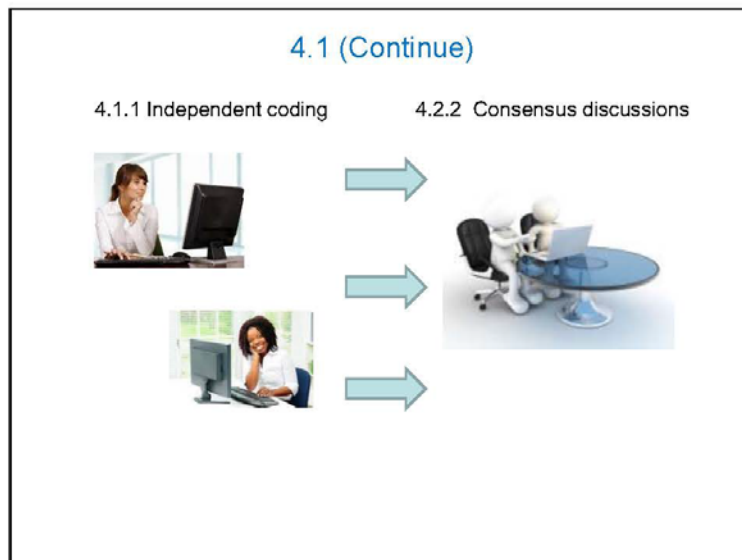 4.1 (Continue)
4.1.1 Independent coding
4.2.2 Consensus discussions